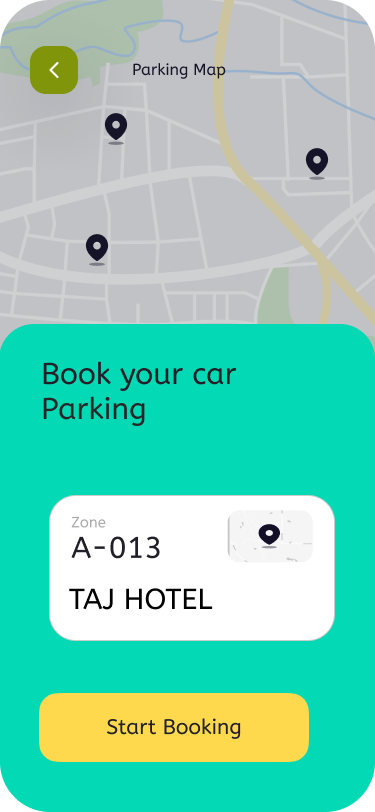 Parking Map
Book your car
Parking
Zone
A-013
TAJ HOTEL
Start Booking